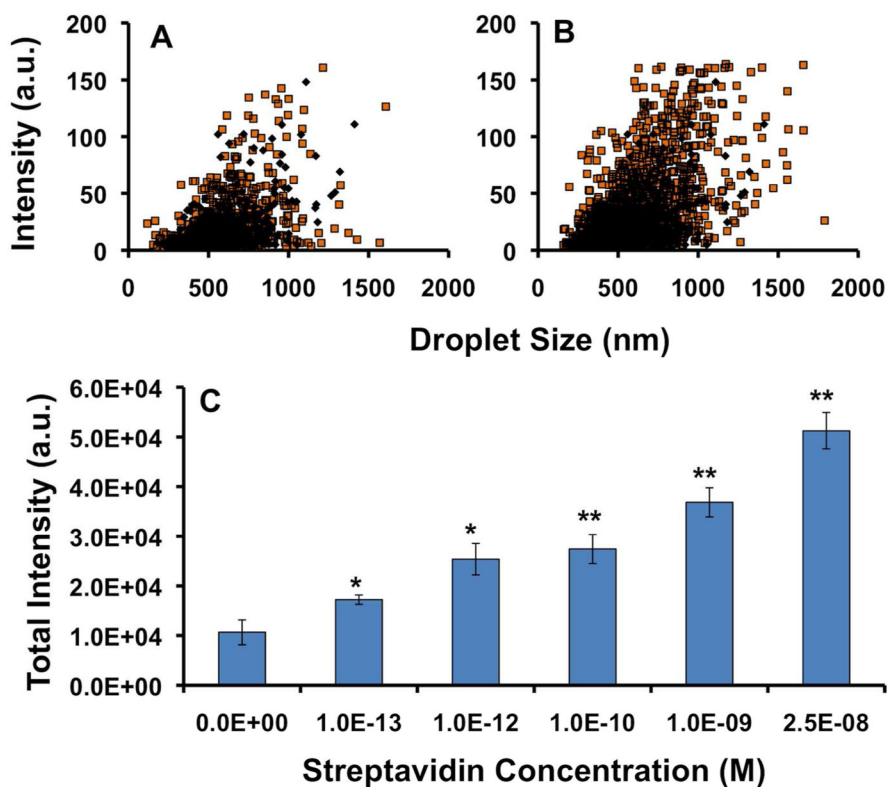 A
B
Intensity (a.u.)
200
150
100
50
0
200
150
100
50
0
0 500 1000 1500 2000
0 500 1000 1500 2000
Droplet Size (nm)
C
Total Intensity (a.u.)
6.0E+04
5.0E+04
4.0E+04
3.0E+04
2.0E+04
1.0E+04
0.0E+00
* * ** ** **
0.0E+00 1.0E-13 1.0E-12 1.0E-10 1.0E-09 2.5E-08
Streptavidin Concentration (M)